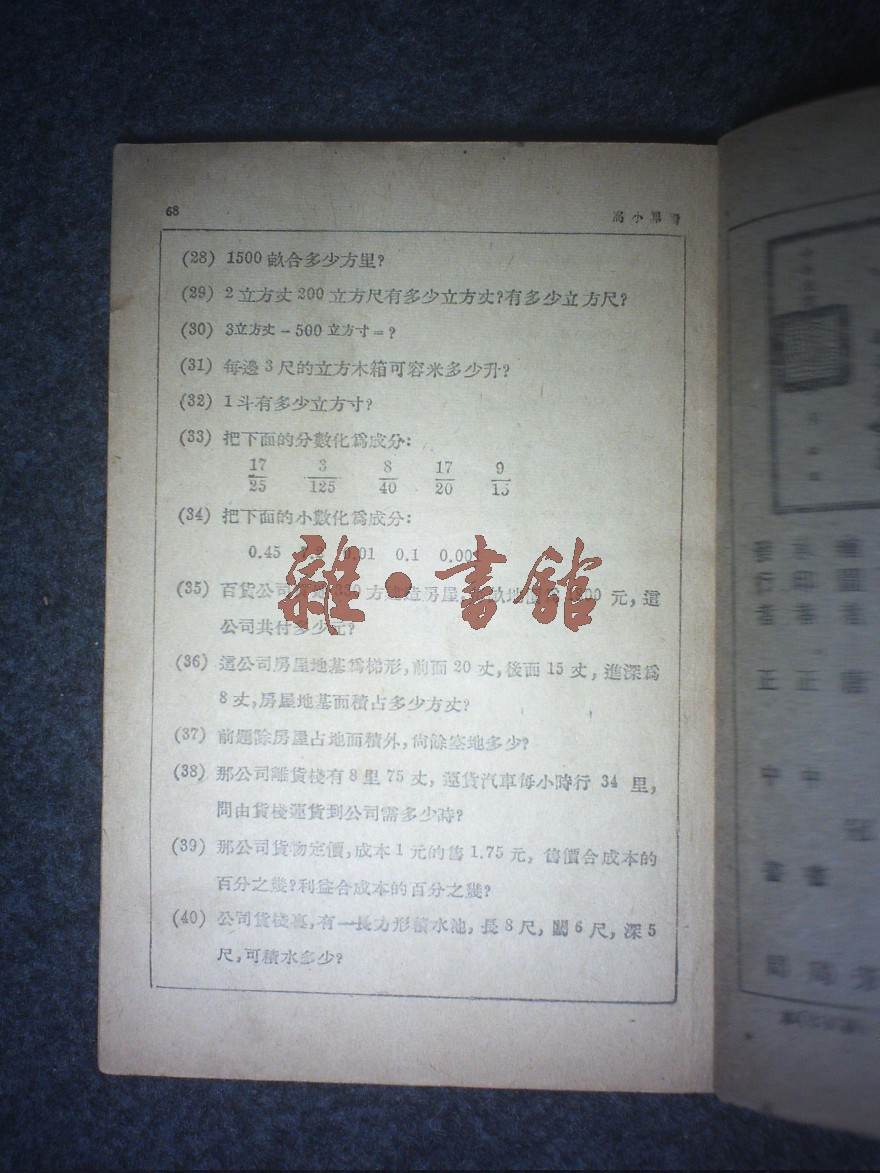 68
高小算
(28) 1500畝合多少方里?
(29) 2立方丈200立方尺有多少立方丈?有多少立方尺?
(30) 3立方丈-500立方寸=?
(31) 每邊3尺的立方木箱可容米多少升?
(32) 1斗有多少立方寸?
(33) 把下面的分數化爲成分:
17/25 3/125 8/40 17/20 9/15
(34) 把下面的小數化爲成分:
0.45 0.01 0.1
雜·書館
(35) 百貨公司 方 造房屋, 元,這
公司共付多少元?
(36) 這公司房屋地基爲梯形,前面20丈,後面15丈,進深爲
8丈,房屋地基面積占多少方丈?
(37) 前題除房屋占地面積外,尙餘空地多少?
(38) 那公司離貨棧有8里75丈,運貨汽車每小時行34里,
問由貨棧運貨到公司需多少時?
(39) 那公司貨物定價,成本1元的售1.75元,售價合成本的
百分之幾?利益合成本的百分之幾?
(40) 公司貨棧裏,有一長方形積水池,長8尺,闊6尺,深5
尺,可積水多少?